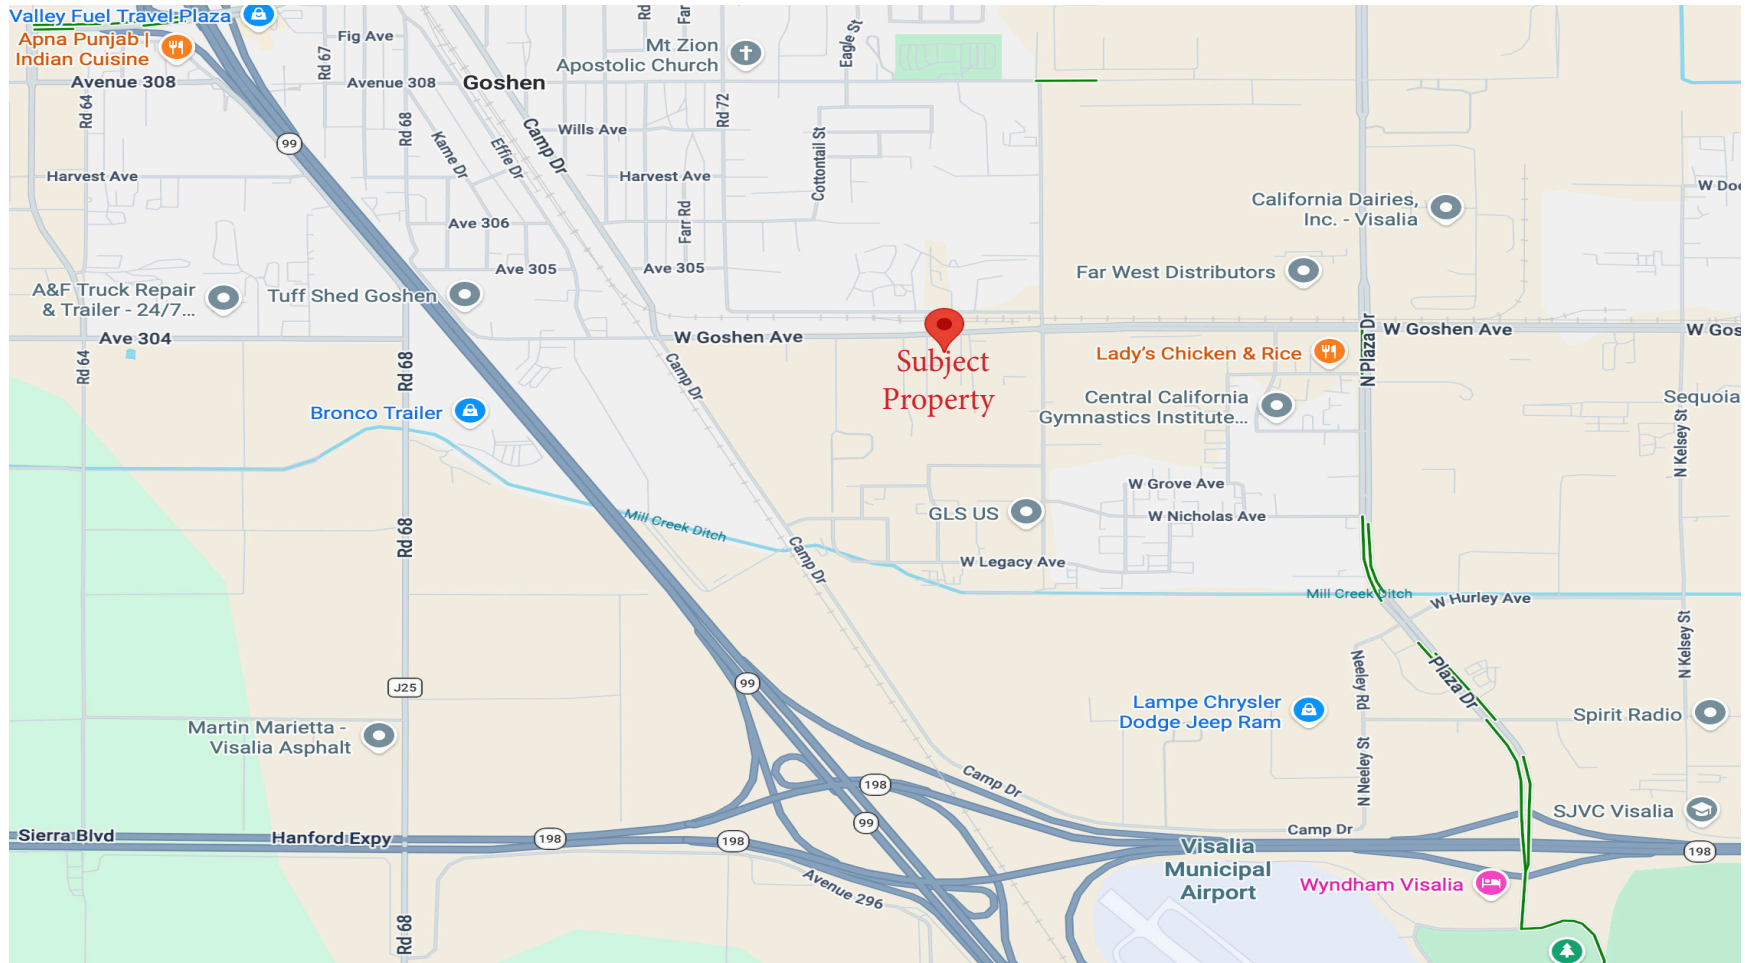 Valley Fuel Travel Plaza
Apna Punjab |
Indian Cuisine
Avenue 308
Rd 64
Fig Ave
Rd 67
Avenue 308
Rd 68
Goshen
Rd
Far
Mt Zion
Apostolic Church
Eagle St
Rd 72
99
Kame Dr
Effie Dr
Camp Dr
Wills Ave
Cottontail St
Harvest Ave
Harvest Ave
Farr Rd
Ave 306
Ave 305
Ave 305
W Doe
California Dairies,
Inc. - Visalia
Far West Distributors
A&F Truck Repair
& Trailer - 24/7...
Tuff Shed Goshen
Ave 304
Rd 64
Rd 68
W Goshen Ave
Camp Dr
Subject
Property
N Plaza Dr
W Goshen Ave
W Gos
Lady's Chicken & Rice
Central California
Gymnastics Institute...
Sequoia
N Kelsey St
Bronco Trailer
Rd 68
Mill Creek Ditch
Camp Dr
GLS US
W Grove Ave
W Nicholas Ave
W Legacy Ave
Mill Creek Ditch
W Hurley Ave
N Kelsey St
Neeley Rd
Plaza Dr
J25
99
Lampe Chrysler
Dodge Jeep Ram
Spirit Radio
Martin Marietta -
Visalia Asphalt
N Neeley St
Camp Dr
198
99
SJVC Visalia
Sierra Blvd
Hanford Expy
198
198
Camp Dr
198
Visalia
Municipal
Airport
Wyndham Visalia
Avenue 296
Rd 68